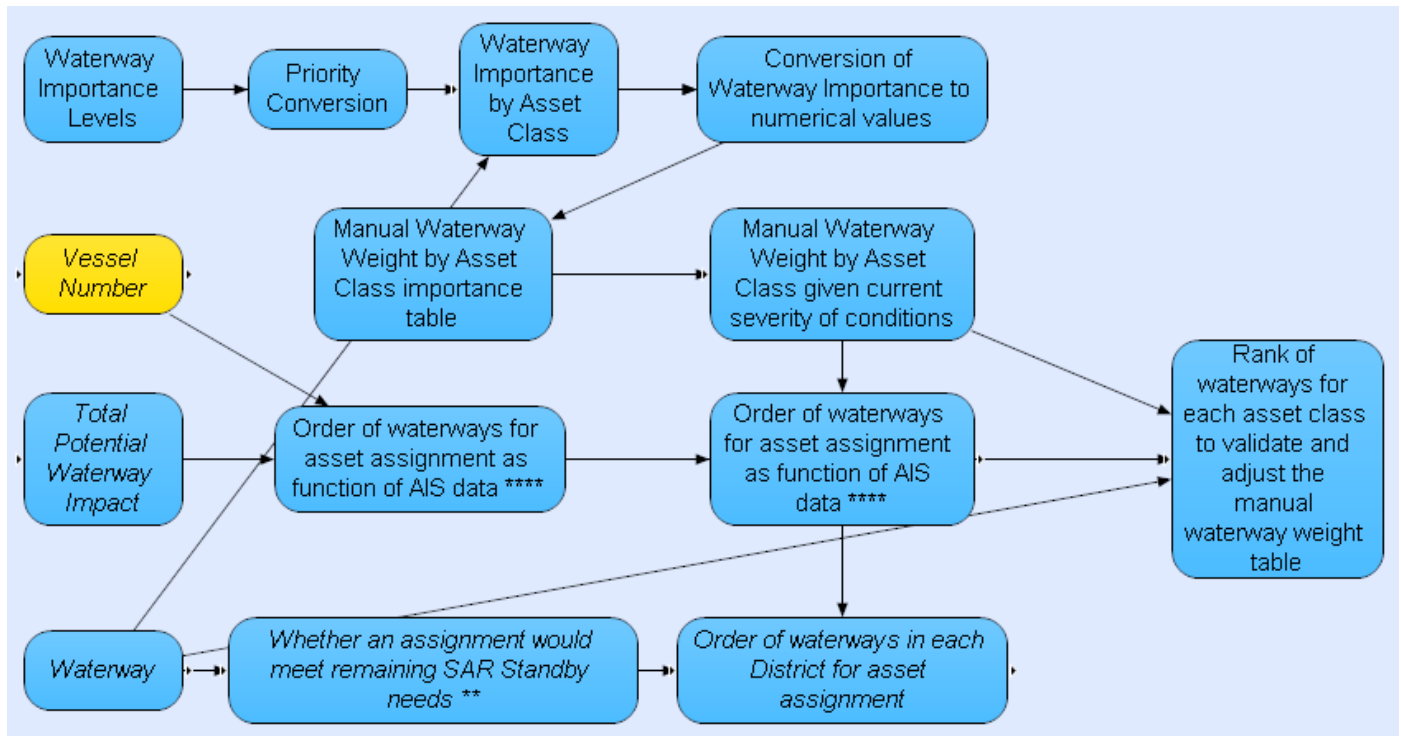 Waterway
Importance
Levels
Priority
Conversion
Waterway
Importance
by Asset
Class
Conversion of
Waterway Importance to
numerical values
Vessel
Number
Manual Waterway
Weight by Asset
Class importance
table
Manual Waterway
Weight by Asset
Class given current
severity of conditions
Rank of
waterways for
each asset class
to validate and
adjust the
manual
waterway weight
table
Total
Potential
Waterway
Impact
Order of waterways for
asset assignment as
function of AIS data ****
Order of waterways
for asset assignment
as function of AIS
data ****
Waterway
Whether an assignment would
meet remaining SAR Standby
needs **
Order of waterways in each
District for asset
assignment